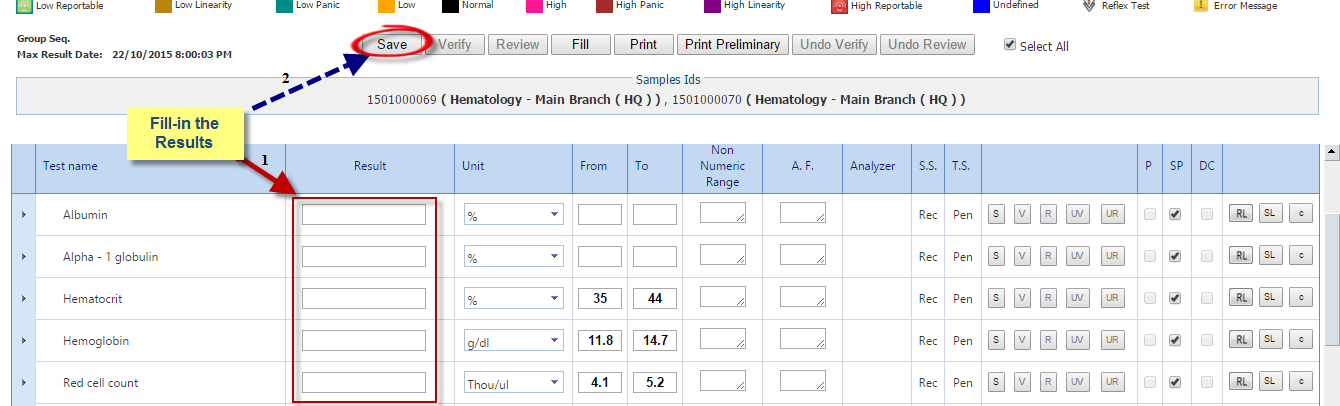 Low Reportable Low Linearity Low Panic Low Normal High High Panic High Linearity High Reportable Undefined Reflex Test Error Message
Group Seq.
Max Result Date: 22/10/2015 8:00:03 PM
Save Verify Review Fill Print Print Preliminary Undo Verify Undo Review Select All
2
Samples Ids
1501000069 ( Hematology - Main Branch ( HQ ) ) , 1501000070 ( Hematology - Main Branch ( HQ ) )
Fill-in the
Results
1
Test name Result Unit From To Non Numeric Range A. F. Analyzer S.S. T.S. P SP DC
Albumin % Rec Pen S V R UV UR RL SL c
Alpha - 1 globulin % Rec Pen S V R UV UR RL SL c
Hematocrit % 35 44 Rec Pen S V R UV UR RL SL c
Hemoglobin g/dl 11.8 14.7 Rec Pen S V R UV UR RL SL c
Red cell count Thou/ul 4.1 5.2 Rec Pen S V R UV UR RL SL c